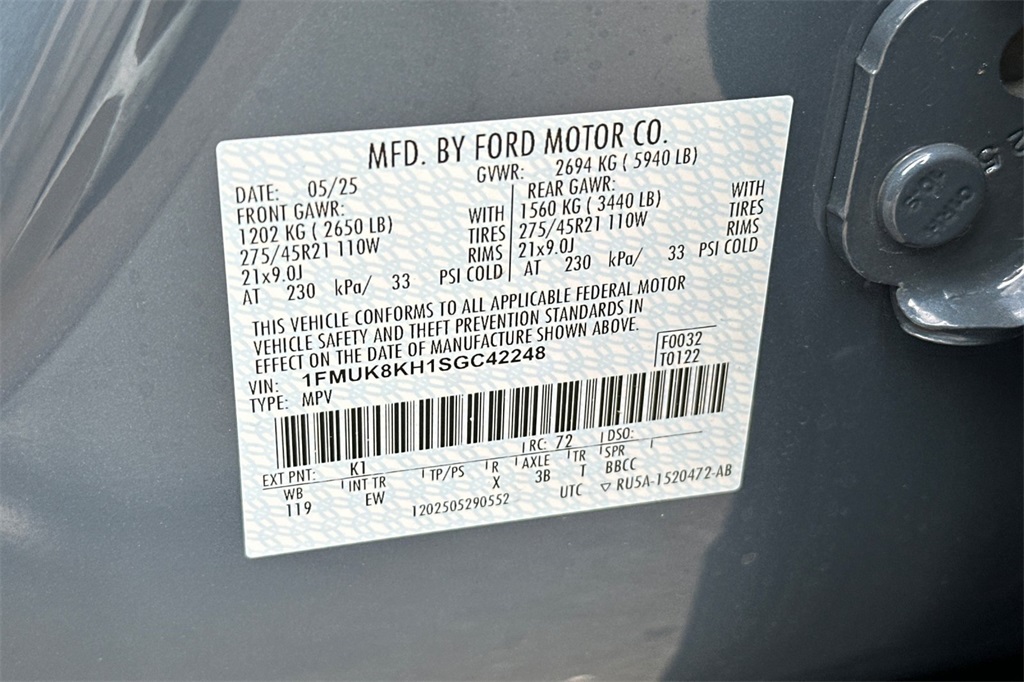 MFD. BY FORD MOTOR CO.
DATE: 05/25
GVWR: 2694 KG ( 5940 LB)
FRONT GAWR:
1202 KG ( 2650 LB) WITH
275/45R21 110W TIRES
21x9.0J RIMS
AT 230 kPa/ 33 PSI COLD
REAR GAWR:
1560 KG ( 3440 LB) WITH
275/45R21 110W TIRES
21x9.0J RIMS
AT 230 kPa/ 33 PSI COLD
THIS VEHICLE CONFORMS TO ALL APPLICABLE FEDERAL MOTOR
VEHICLE SAFETY AND THEFT PREVENTION STANDARDS IN
EFFECT ON THE DATE OF MANUFACTURE SHOWN ABOVE.
VIN: 1FMUK8KH1SGC42248
TYPE: MPV
F0032
T0122
RC: 72 DSO:
EXT PNT: K1
WB INT TR TP/PS R AXLE TR SPR
119 EW X 3B T BBCC
1202505290552 UTC ▽ RU5A-1520472-AB